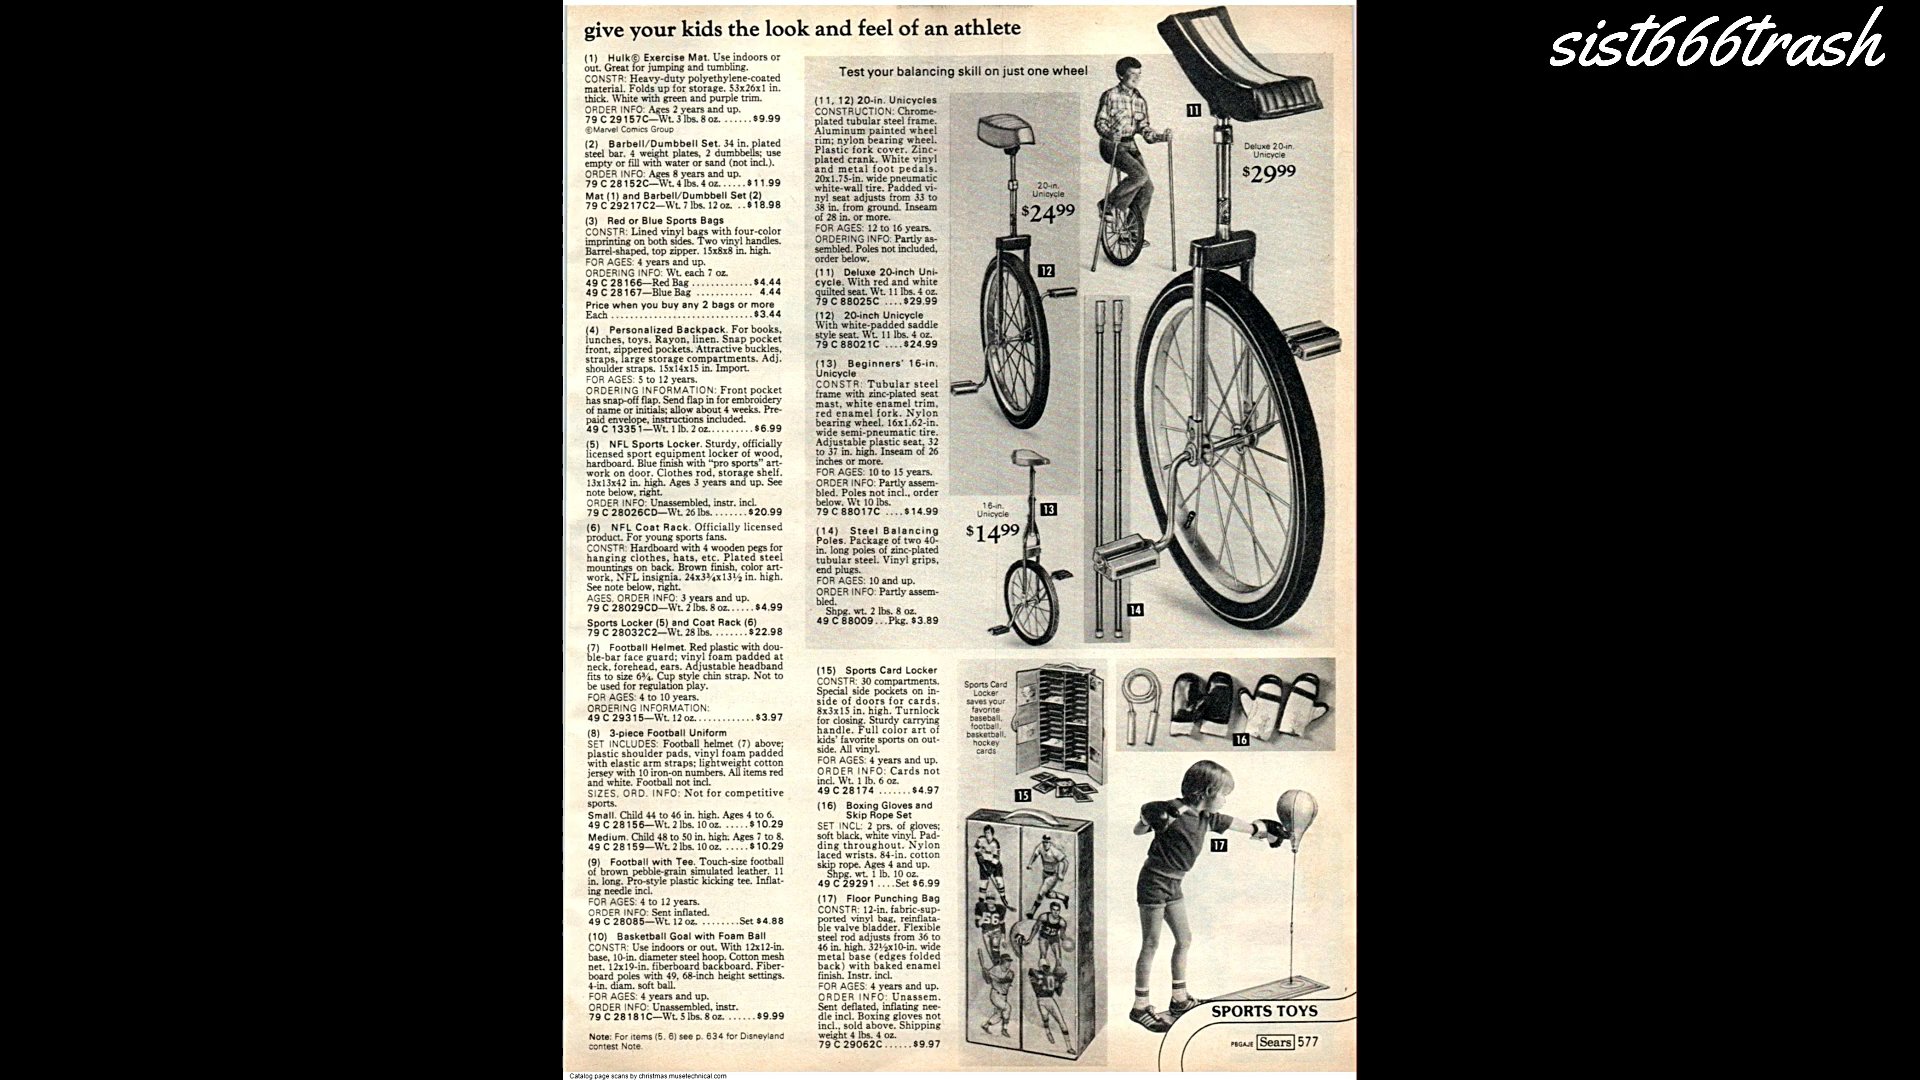 sist666trash
give your kids the look and feel of an athlete
(1) Hulk© Exercise Mat. Use indoors or
out. Great for jumping and tumbling.
CONSTR: Heavy-duty polyethylene-coated
material. Folds up for storage. 53x26x1 in.
thick. White with green and purple trim.
ORDER INFO: Ages 2 years and up.
79 C 29157C—Wt. 3 lbs. 8 oz. ......$9.99
©Marvel Comics Group
(2) Barbell/Dumbbell Set. 34 in. plated
steel bar. 4 weight plates, 2 dumbbells; use
empty or fill with water or sand (not incl.).
ORDER INFO: Ages 8 years and up.
79 C 28152C—Wt. 4 lbs. 4 oz. .....$11.99
Mat (1) and Barbell/Dumbbell Set (2)
79 C 29217C2—Wt. 7 lbs. 12 oz. ..$18.98
(3) Red or Blue Sports Bags
CONSTR: Lined vinyl bags with four-color
imprinting on both sides. Two vinyl handles.
Barrel-shaped, top zipper. 15x8x8 in. high.
FOR AGES: 4 years and up.
ORDERING INFO: Wt. each 7 oz.
49 C 28166—Red Bag ............$4.44
49 C 28167—Blue Bag ............ 4.44
Price when you buy any 2 bags or more
Each ............................$3.44
(4) Personalized Backpack. For books,
lunches, toys. Rayon, linen. Snap pocket
front, zippered pockets. Attractive buckles,
straps, large storage compartments. Adj.
shoulder straps. 15x14x15 in. Import.
FOR AGES: 5 to 12 years.
ORDERING INFORMATION: Front pocket
has snap-off flap. Send flap in for embroidery
of name or initials; allow about 4 weeks. Pre-
paid envelope, instructions included.
49 C 13351—Wt. 1 lb. 2 oz..........$6.99
(5) NFL Sports Locker. Sturdy, officially
licensed sport equipment locker of wood,
hardboard. Blue finish with "pro sports" art-
work on door. Clothes rod, storage shelf.
13x13x42 in. high. Ages 3 years and up. See
note below, right.
ORDER INFO: Unassembled, instr. incl.
79 C 28026CD—Wt. 26 lbs. .......$20.99
(6) NFL Coat Rack. Officially licensed
product. For young sports fans.
CONSTR: Hardboard with 4 wooden pegs for
hanging clothes, hats, etc. Plated steel
mountings on back. Brown finish, color art-
work, NFL insignia. 24x3¾x13½ in. high.
See note below, right.
AGES, ORDER INFO: 3 years and up.
79 C 28029CD—Wt. 2 lbs. 8 oz......$4.99
Sports Locker (5) and Coat Rack (6)
79 C 28032C2—Wt. 28 lbs. .......$22.98
(7) Football Helmet. Red plastic with dou-
ble-bar face guard; vinyl foam padded at
neck, forehead, ears. Adjustable headband
fits to size 6¾. Cup style chin strap. Not to
be used for regulation play.
FOR AGES: 4 to 10 years.
ORDERING INFORMATION:
49 C 29315—Wt. 12 oz.............$3.97
(8) 3-piece Football Uniform
SET INCLUDES: Football helmet (7) above;
plastic shoulder pads, vinyl foam padded
with elastic arm straps; lightweight cotton
jersey with 10 iron-on numbers. All items red
and white. Football not incl.
SIZES, ORD. INFO: Not for competitive
sports.
Small. Child 44 to 46 in. high. Ages 4 to 6.
49 C 28156—Wt. 2 lbs. 10 oz. .....$10.29
Medium. Child 48 to 50 in. high. Ages 7 to 8.
49 C 28159—Wt. 2 lbs. 10 oz. .....$10.29
(9) Football with Tee. Touch-size football
of brown pebble-grain simulated leather. 11
in. long. Pro-style plastic kicking tee. Inflat-
ing needle incl.
FOR AGES: 4 to 12 years.
ORDER INFO: Sent inflated.
49 C 28085—Wt. 12 oz. ........Set $4.88
(10) Basketball Goal with Foam Ball
CONSTR: Use indoors or out. With 12x12-in.
base, 10-in. diameter steel hoop. Cotton mesh
net. 12x19-in. fiberboard backboard. Fiber-
board poles with 49, 68-inch height settings.
4-in. diam. soft ball.
FOR AGES: 4 years and up.
ORDER INFO: Unassembled, instr.
79 C 28181C—Wt. 5 lbs. 8 oz. ......$9.99
Note: For items (5, 6) see p. 634 for Disneyland
contest Note.
Test your balancing skill on just one wheel
(11, 12) 20-in. Unicycles
CONSTRUCTION: Chrome-
plated tubular steel frame.
Aluminum painted wheel
rim; nylon bearing wheel.
Plastic fork cover. Zinc-
plated crank. White vinyl
and metal foot pedals.
20x1.75-in. wide pneumatic
white-wall tire. Padded vi-
nyl seat adjusts from 33 to
38 in. from ground. Inseam
of 28 in. or more.
FOR AGES: 12 to 16 years.
ORDERING INFO: Partly as-
sembled. Poles not included,
order below.
(11) Deluxe 20-inch Uni-
cycle. With red and white
quilted seat. Wt. 11 lbs. 4 oz.
79 C 88025C ....$29.99
(12) 20-inch Unicycle
With white-padded saddle
style seat. Wt. 11 lbs. 4 oz.
79 C 88021C ....$24.99
(13) Beginners' 16-in.
Unicycle
CONSTR: Tubular steel
frame with zinc-plated seat
mast, white enamel trim,
red enamel fork. Nylon
bearing wheel. 16x1.62-in.
wide semi-pneumatic tire.
Adjustable plastic seat, 32
to 37 in. high. Inseam of 26
inches or more.
FOR AGES: 10 to 15 years.
ORDER INFO: Partly assem-
bled. Poles not incl., order
below. Wt 10 lbs.
79 C 88017C ....$14.99
(14) Steel Balancing
Poles. Package of two 40-
in. long poles of zinc-plated
tubular steel. Vinyl grips,
end plugs.
FOR AGES: 10 and up.
ORDER INFO: Partly assem-
bled.
Shpg. wt. 2 lbs. 8 oz.
49 C 88009...Pkg. $3.89
20-in.
Unicycle
$24.99
12
11
Deluxe 20-in.
Unicycle
$29.99
16-in.
Unicycle
$14.99
13
14
(15) Sports Card Locker
CONSTR: 30 compartments.
Special side pockets on in-
side of doors for cards.
8x3x15 in. high. Turnlock
for closing. Sturdy carrying
handle. Full color art of
kids' favorite sports on out-
side. All vinyl.
FOR AGES: 4 years and up.
ORDER INFO: Cards not
incl. Wt. 1 lb. 6 oz.
49 C 28174 .......$4.97
(16) Boxing Gloves and
Skip Rope Set
SET INCL: 2 prs. of gloves;
soft black, white vinyl. Pad-
ding throughout. Nylon
laced wrists. 84-in. cotton
skip rope. Ages 4 and up.
Shpg. wt. 1 lb. 10 oz.
49 C 29291 ....Set $6.99
(17) Floor Punching Bag
CONSTR: 12-in. fabric-sup-
ported vinyl bag, reinflata-
ble valve bladder. Flexible
steel rod adjusts from 36 to
46 in. high. 32½x10-in. wide
metal base (edges folded
back) with baked enamel
finish. Instr. incl.
FOR AGES: 4 years and up.
ORDER INFO: Unassem.
Sent deflated, inflating nee-
dle incl. Boxing gloves not
incl., sold above. Shipping
weight 4 lbs. 4 oz.
79 C 29062C......$9.97
Sports Card
Locker
saves your
favorite
baseball,
football,
basketball,
hockey
cards
15
16
17
56
SPORTS TOYS
PBGAJE Sears 577
Catalog page scans by christmas.musetechnical.com